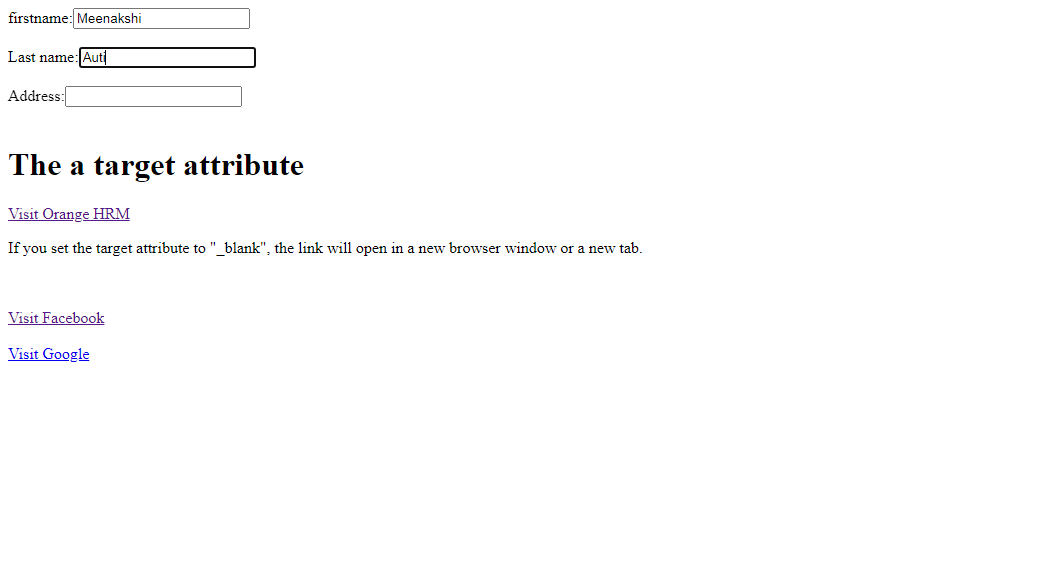 firstname: Meenakshi
Last name: Auti
Address:
The a target attribute
Visit Orange HRM
If you set the target attribute to "_blank", the link will open in a new browser window or a new tab.
Visit Facebook
Visit Google